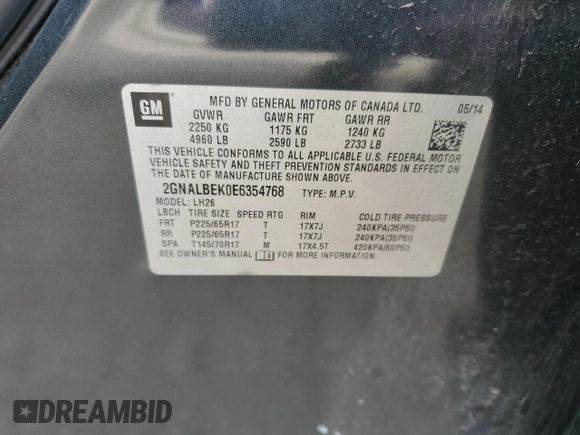 GM
MFD BY GENERAL MOTORS OF CANADA LTD. 05/14
GVWR GAWR FRT GAWR RR
2250 KG 1175 KG 1240 KG
4960 LB 2590 LB 2733 LB
THIS VEHICLE CONFORMS TO ALL APPLICABLE U.S. FEDERAL MOTOR
VEHICLE SAFETY AND THEFT PREVENTION STANDARDS IN EFFECT ON
THE DATE OF MANUFACTURE SHOWN ABOVE.
2GNALBEK0E6354768 TYPE: M.P.V.
MODEL: LH26
LBCH TIRE SIZE SPEED RTG RIM COLD TIRE PRESSURE
FRT P225/65R17 T 17X7J 240KPA(35PSI)
RR P225/65R17 T 17X7J 240KPA(35PSI)
SPA T145/70R17 M 17X4.5T 420KPA(60PSI)
SEE OWNER'S MANUAL FOR MORE INFORMATION.
DREAMBID